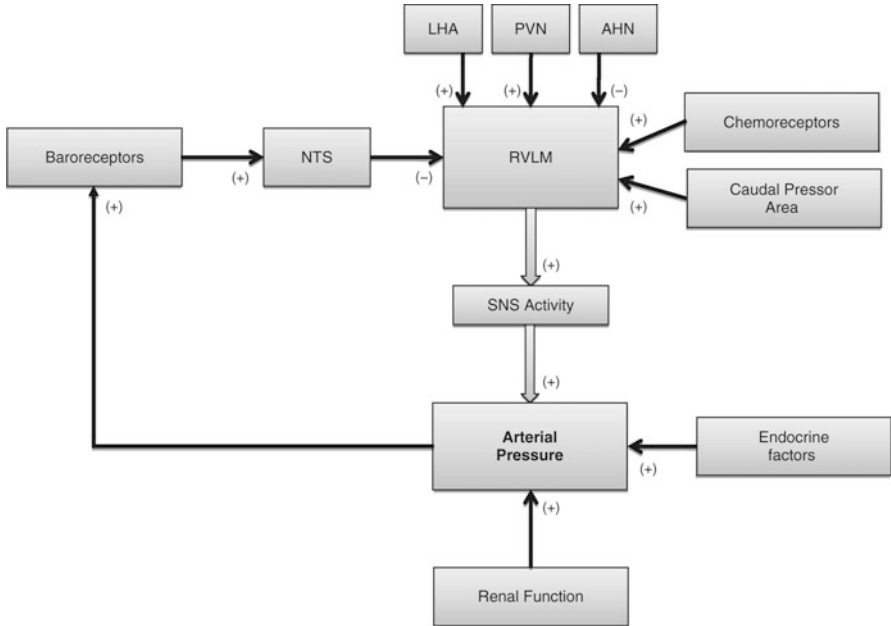 LHA
PVN
AHN
(+)
(+)
(−)
Baroreceptors
(+)
NTS
(−)
RVLM
(+)
Chemoreceptors
(+)
Caudal Pressor
Area
(+)
(+)
SNS Activity
(+)
Arterial
Pressure
(+)
Endocrine
factors
(+)
Renal Function